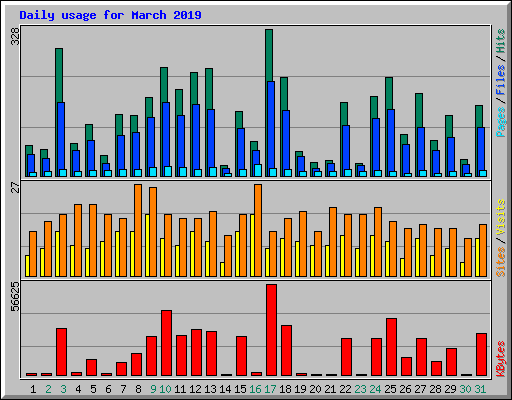 Daily usage for March 2019
328
Pages / Files / Hits
27
Sites / Visits
56625
KBytes
1 2 3 4 5 6 7 8 9 10 11 12 13 14 15 16 17 18 19 20 21 22 23 24 25 26 27 28 29 30 31